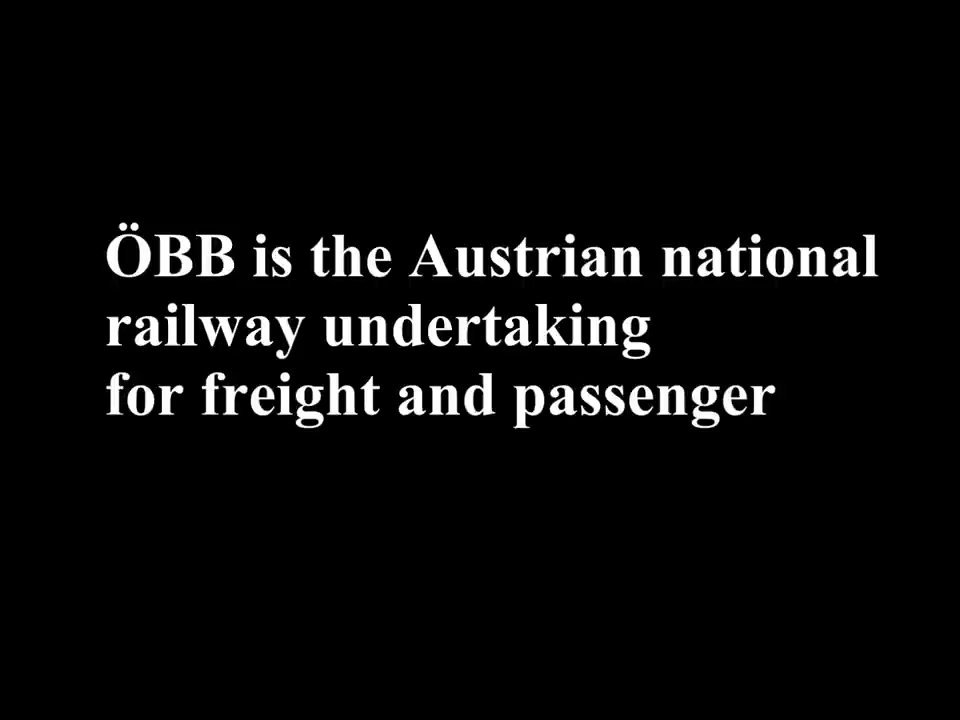 ÖBB is the Austrian national
railway undertaking
for freight and passenger